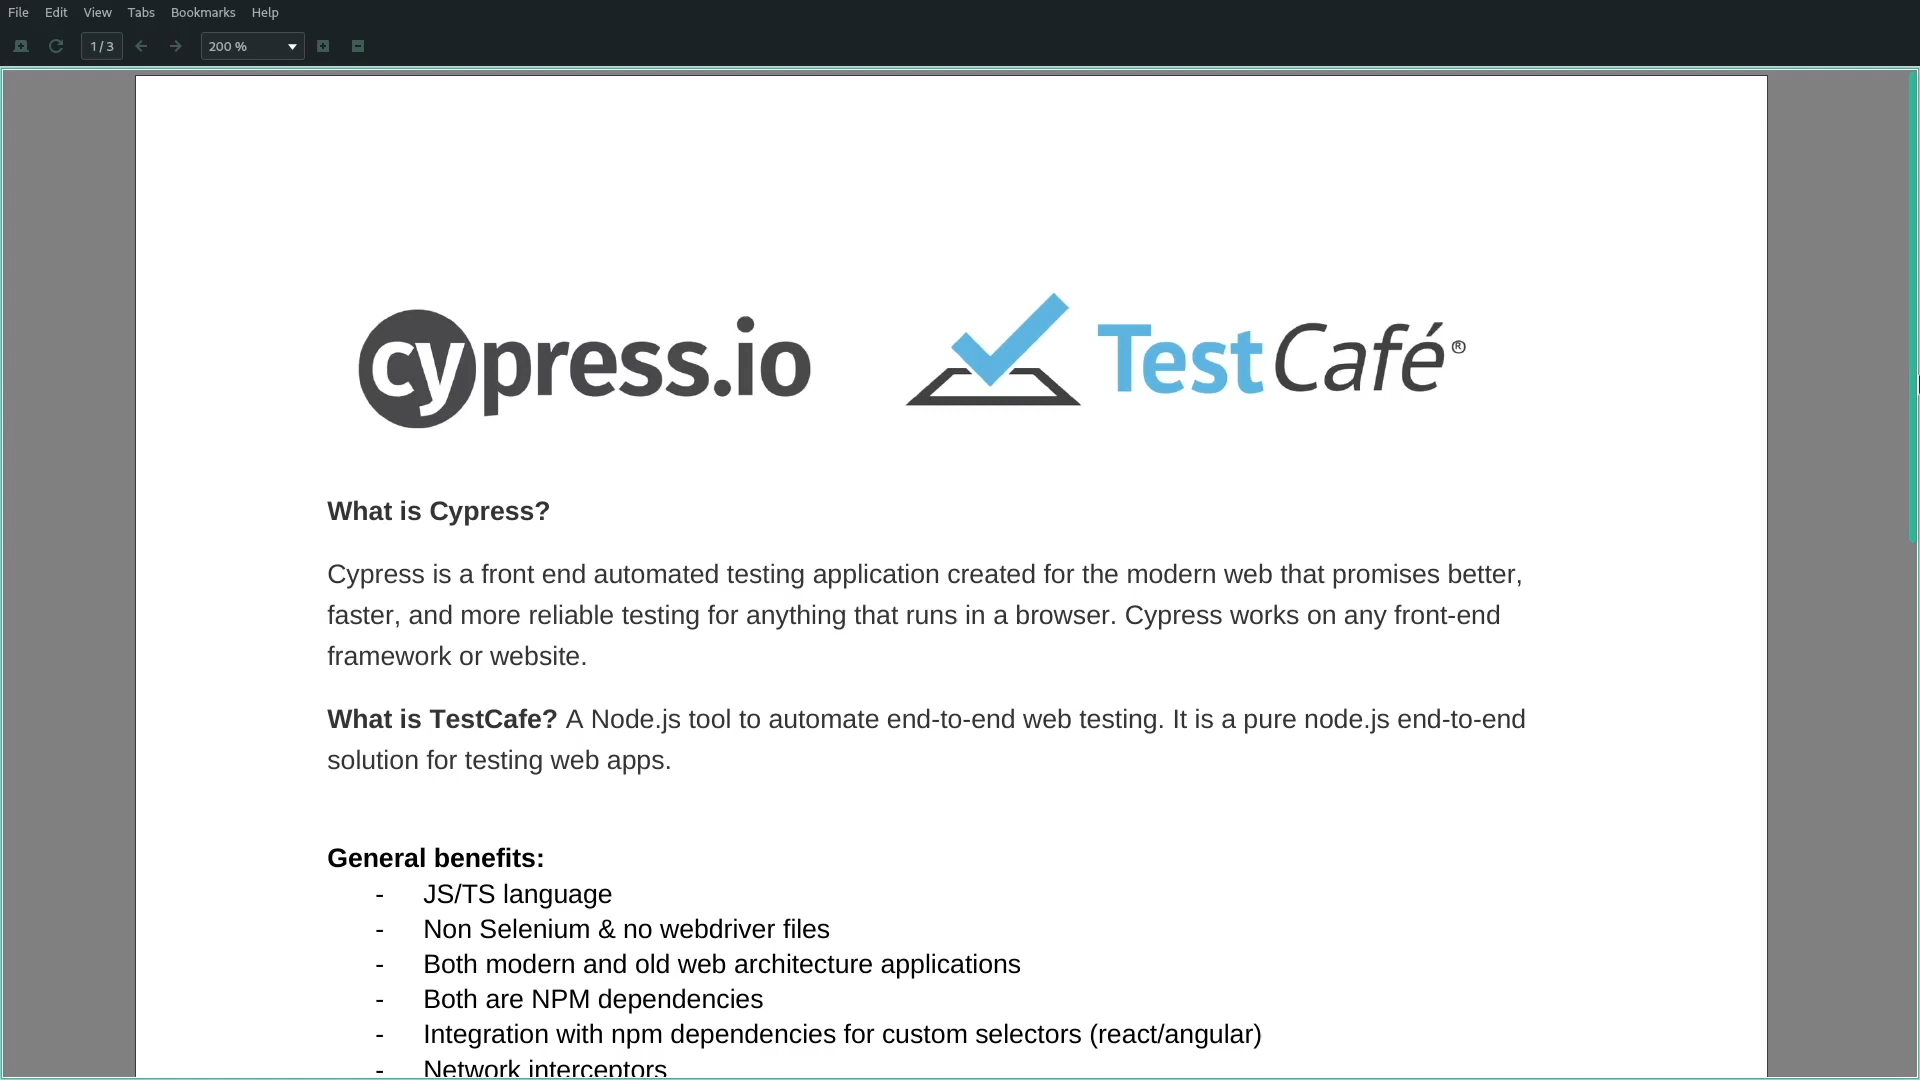 File Edit View Tabs Bookmarks Help
1 / 3 200 %
cypress.io TestCafé®
What is Cypress?
Cypress is a front end automated testing application created for the modern web that promises better,
faster, and more reliable testing for anything that runs in a browser. Cypress works on any front-end
framework or website.
What is TestCafe? A Node.js tool to automate end-to-end web testing. It is a pure node.js end-to-end
solution for testing web apps.
General benefits:
- JS/TS language
- Non Selenium & no webdriver files
- Both modern and old web architecture applications
- Both are NPM dependencies
- Integration with npm dependencies for custom selectors (react/angular)
- Network interceptors